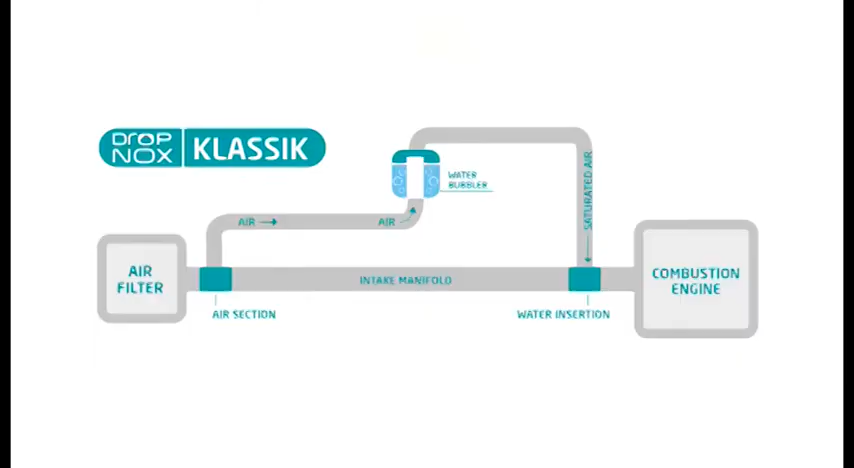 DROP
NOX
KLASSIK
WATER
BUBBLER
SATURATED AIR
AIR
AIR
AIR
FILTER
INTAKE MANIFOLD
COMBUSTION
ENGINE
AIR SECTION
WATER INSERTION